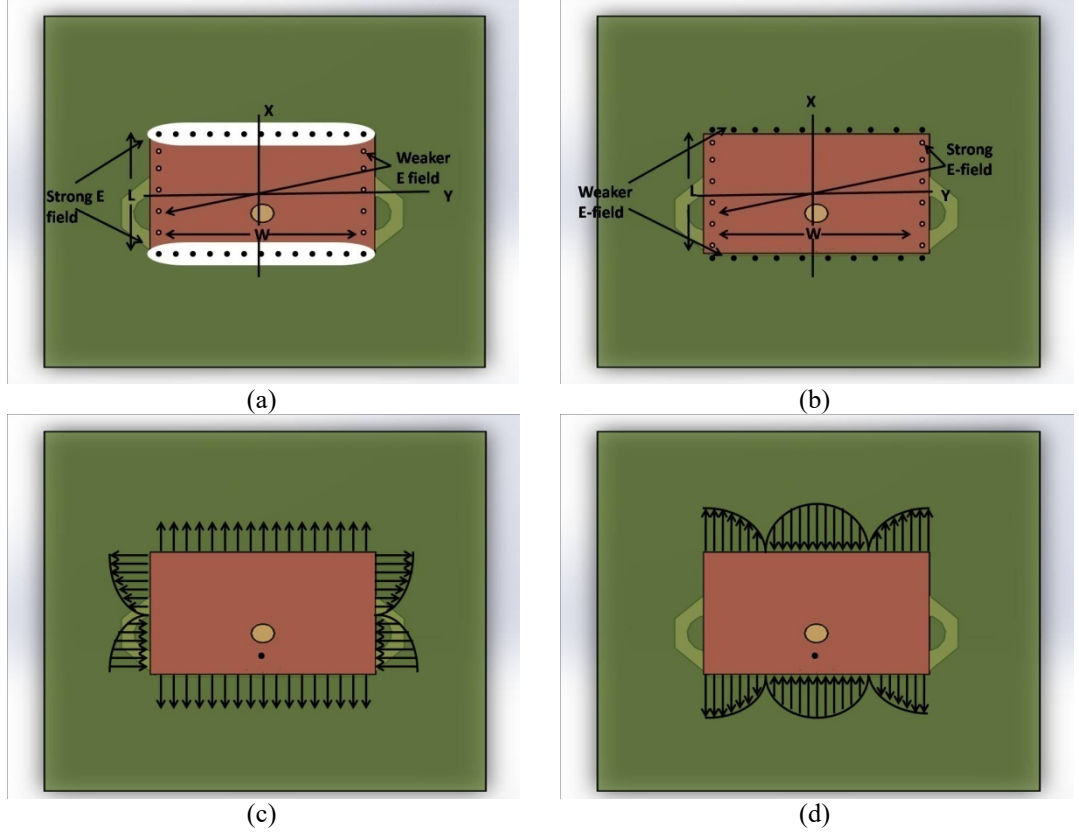 X
Strong E
field
L
Weaker
E field
Y
W
(a)
X
Weaker
E-field
L
Strong
E-field
Y
W
(b)
(c)
(d)